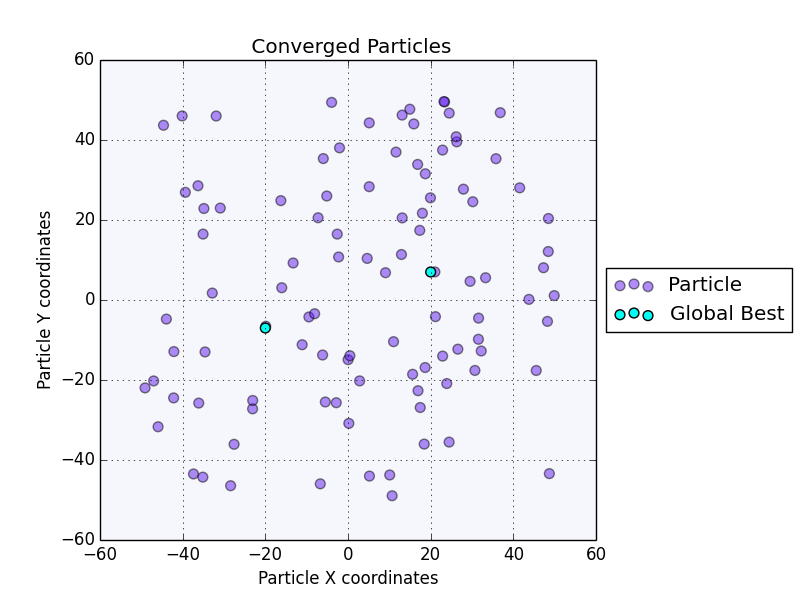 Converged Particles
60
40
20
0
−20
−40
−60
−60
−40
−20
0
20
40
60
Particle Y coordinates
Particle X coordinates
Particle
Global Best